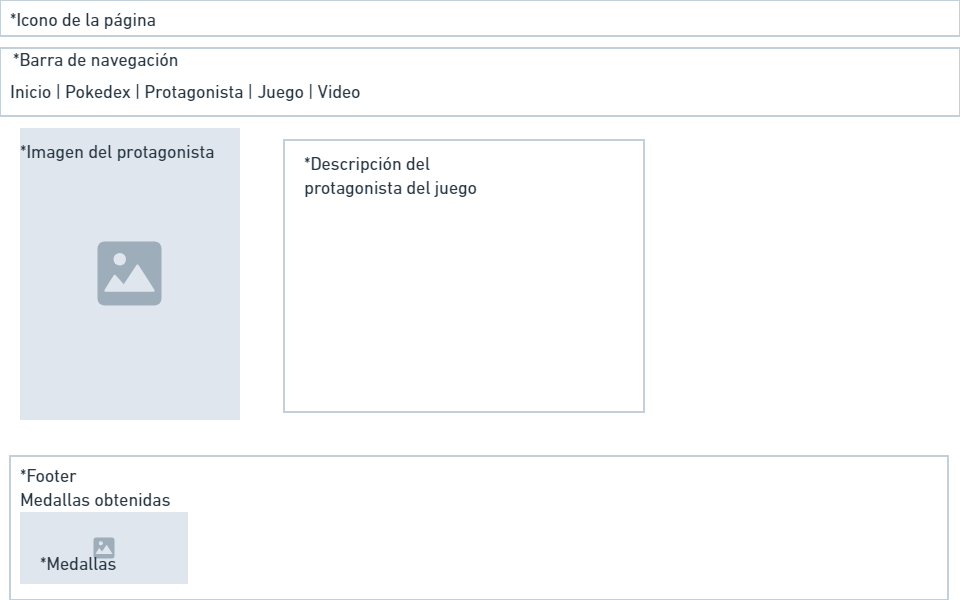 *Icono de la página
*Barra de navegación
Inicio | Pokedex | Protagonista | Juego | Video
*Imagen del protagonista
*Descripción del
protagonista del juego
*Footer
Medallas obtenidas
*Medallas